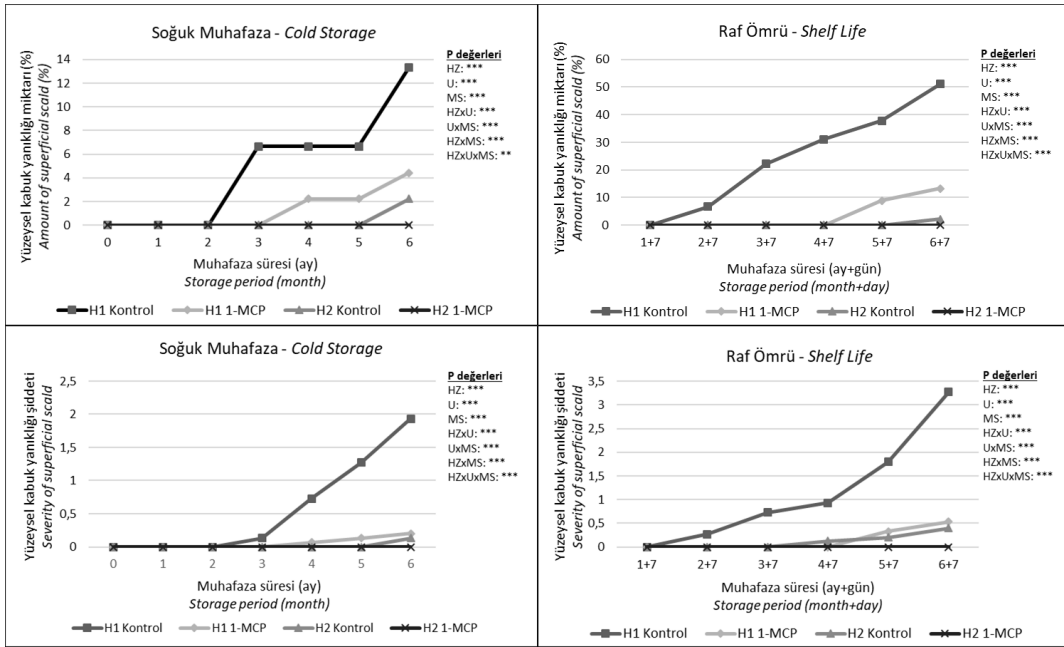 Soğuk Muhafaza - Cold Storage
Yüzeysel kabuk yanıklığı miktarı (%)
Amount of superficial scald (%)
14
12
10
8
6
4
2
0
0 1 2 3 4 5 6
Muhafaza süresi (ay)
Storage period (month)
P değerleri
HZ: ***
U: ***
MS: ***
HZxU: ***
UxMS: ***
HZxMS: ***
HZxUxMS: **
H1 Kontrol H1 1-MCP H2 Kontrol H2 1-MCP
Raf Ömrü - Shelf Life
Yüzeysel kabuk yanıklığı miktarı (%)
Amount of superficial scald (%)
60
50
40
30
20
10
0
1+7 2+7 3+7 4+7 5+7 6+7
Muhafaza süresi (ay+gün)
Storage period (month+day)
P değerleri
HZ: ***
U: ***
MS: ***
HZxU: ***
UxMS: ***
HZxMS: ***
HZxUxMS: ***
H1 Kontrol H1 1-MCP H2 Kontrol H2 1-MCP
Soğuk Muhafaza - Cold Storage
Yüzeysel kabuk yanıklığı şiddeti
Severity of superficial scald
2,5
2
1,5
1
0,5
0
0 1 2 3 4 5 6
Muhafaza süresi (ay)
Storage period (month)
P değerleri
HZ: ***
U: ***
MS: ***
HZxU: ***
UxMS: ***
HZxMS: ***
HZxUxMS: ***
H1 Kontrol H1 1-MCP H2 Kontrol H2 1-MCP
Raf Ömrü - Shelf Life
Yüzeysel kabuk yanıklığı şiddeti
Severity of superficial scald
3,5
3
2,5
2
1,5
1
0,5
0
1+7 2+7 3+7 4+7 5+7 6+7
Muhafaza süresi (ay+gün)
Storage period (month+day)
P değerleri
HZ: ***
U: ***
MS: ***
HZxU: ***
UxMS: ***
HZxMS: ***
HZxUxMS: ***
H1 Kontrol H1 1-MCP H2 Kontrol H2 1-MCP